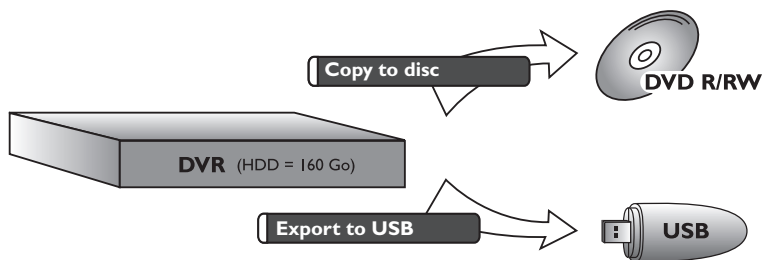 Copy to disc
DVD R/RW
DVR (HDD = 160 Go)
Export to USB
USB